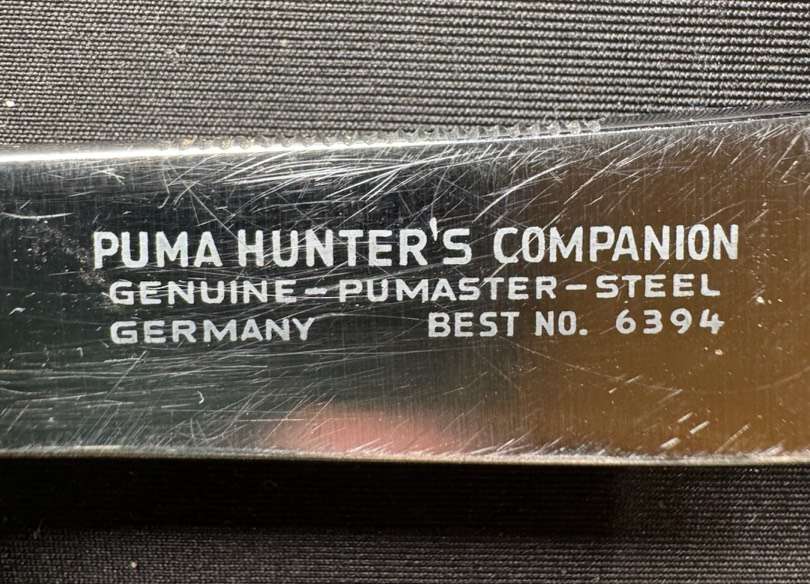 PUMA HUNTER'S COMPANION
GENUINE-PUMASTER-STEEL
GERMANY BEST NO. 6394